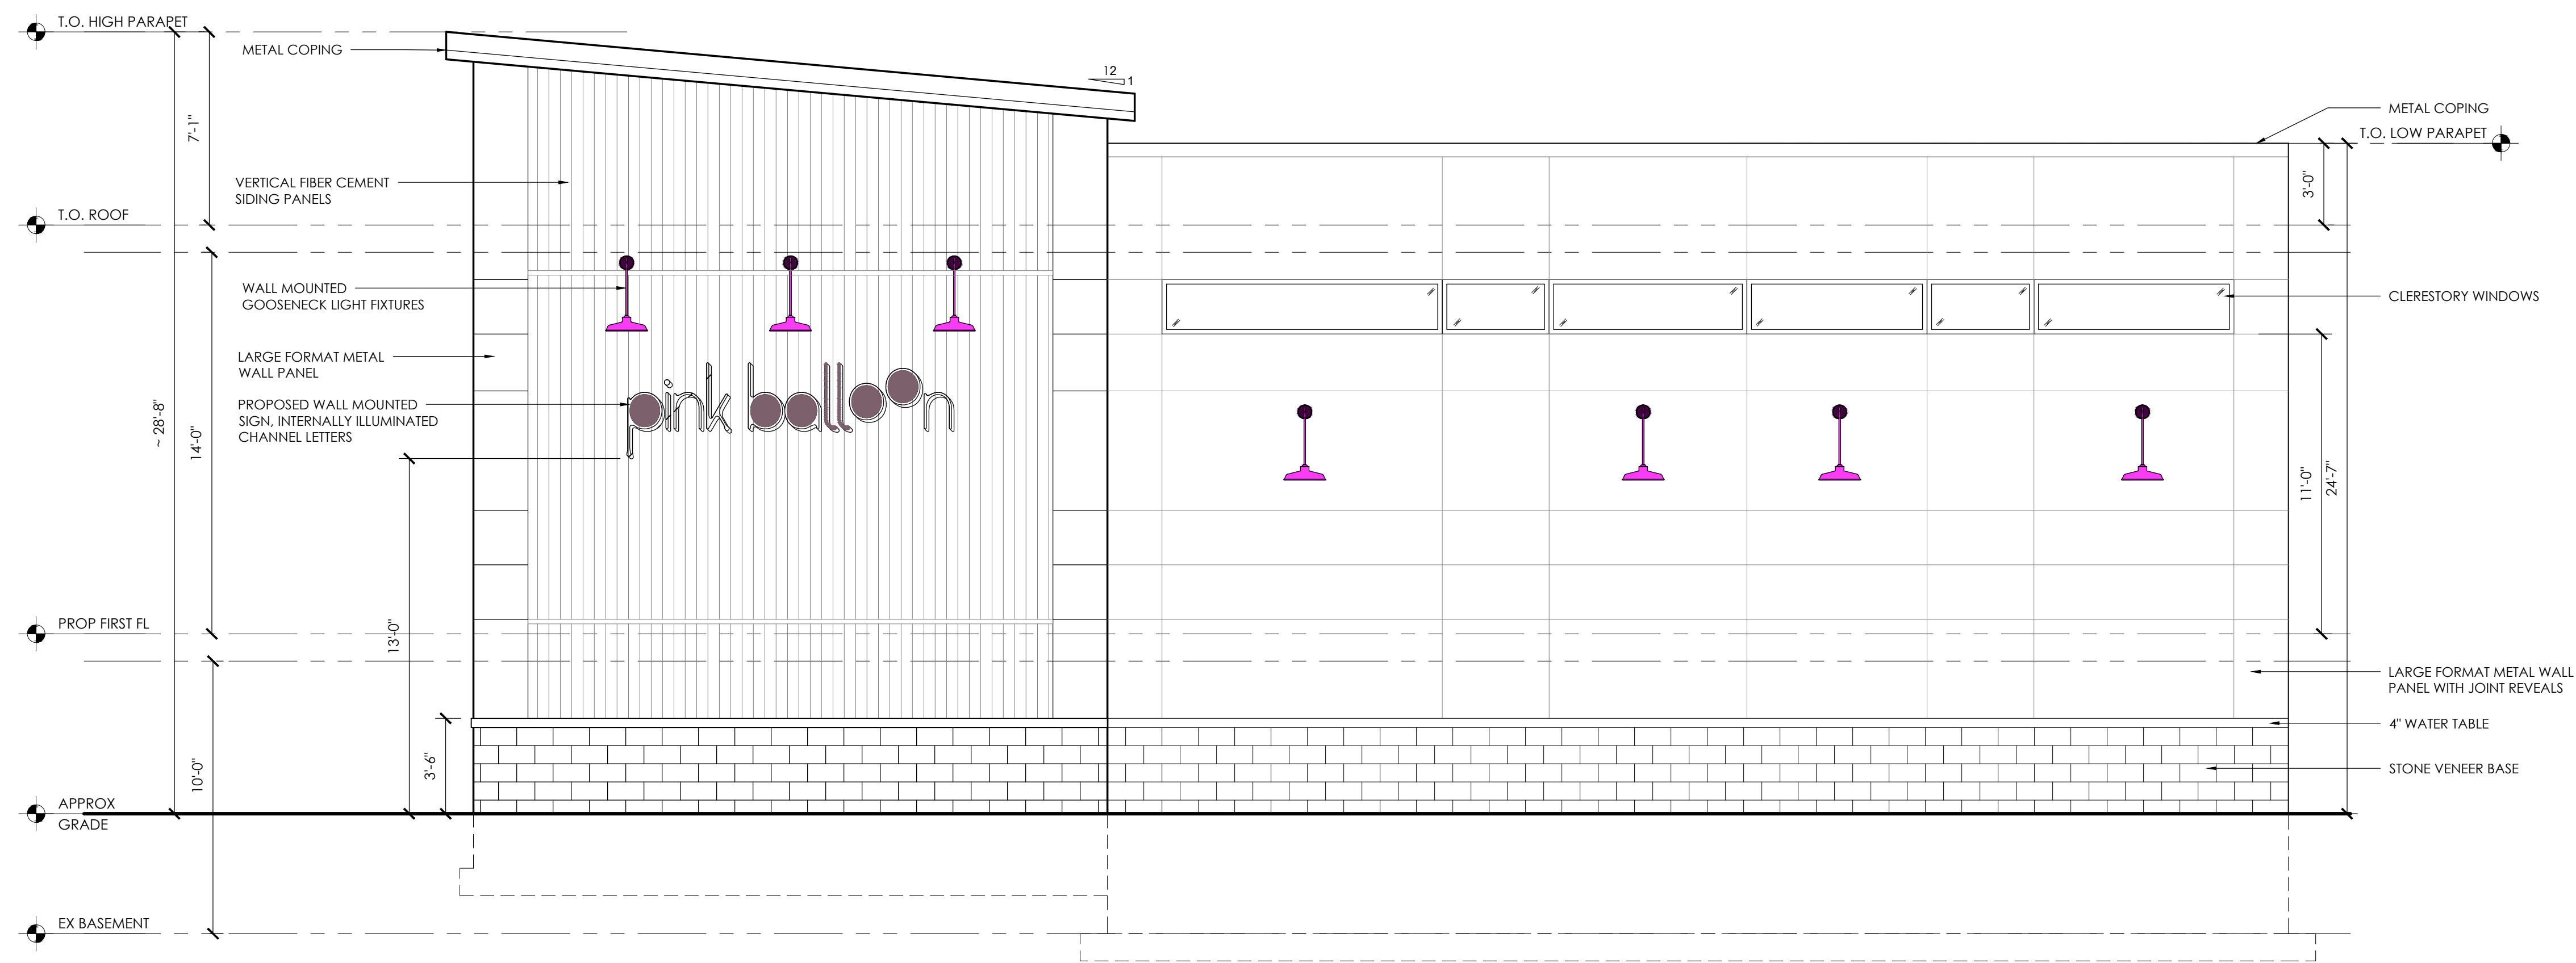 T.O. HIGH PARAPET
METAL COPING
12
1
METAL COPING
T.O. LOW PARAPET
7'-1"
3'-0"
VERTICAL FIBER CEMENT
SIDING PANELS
T.O. ROOF
WALL MOUNTED
GOOSENECK LIGHT FIXTURES
CLERESTORY WINDOWS
LARGE FORMAT METAL
WALL PANEL
PROPOSED WALL MOUNTED
SIGN, INTERNALLY ILLUMINATED
CHANNEL LETTERS
pink balloon
~ 28'-8"
14'-0"
11'-0"
24'-7"
PROP FIRST FL
13'-0"
LARGE FORMAT METAL WALL
PANEL WITH JOINT REVEALS
4" WATER TABLE
3'-6"
10'-0"
STONE VENEER BASE
APPROX
GRADE
EX BASEMENT